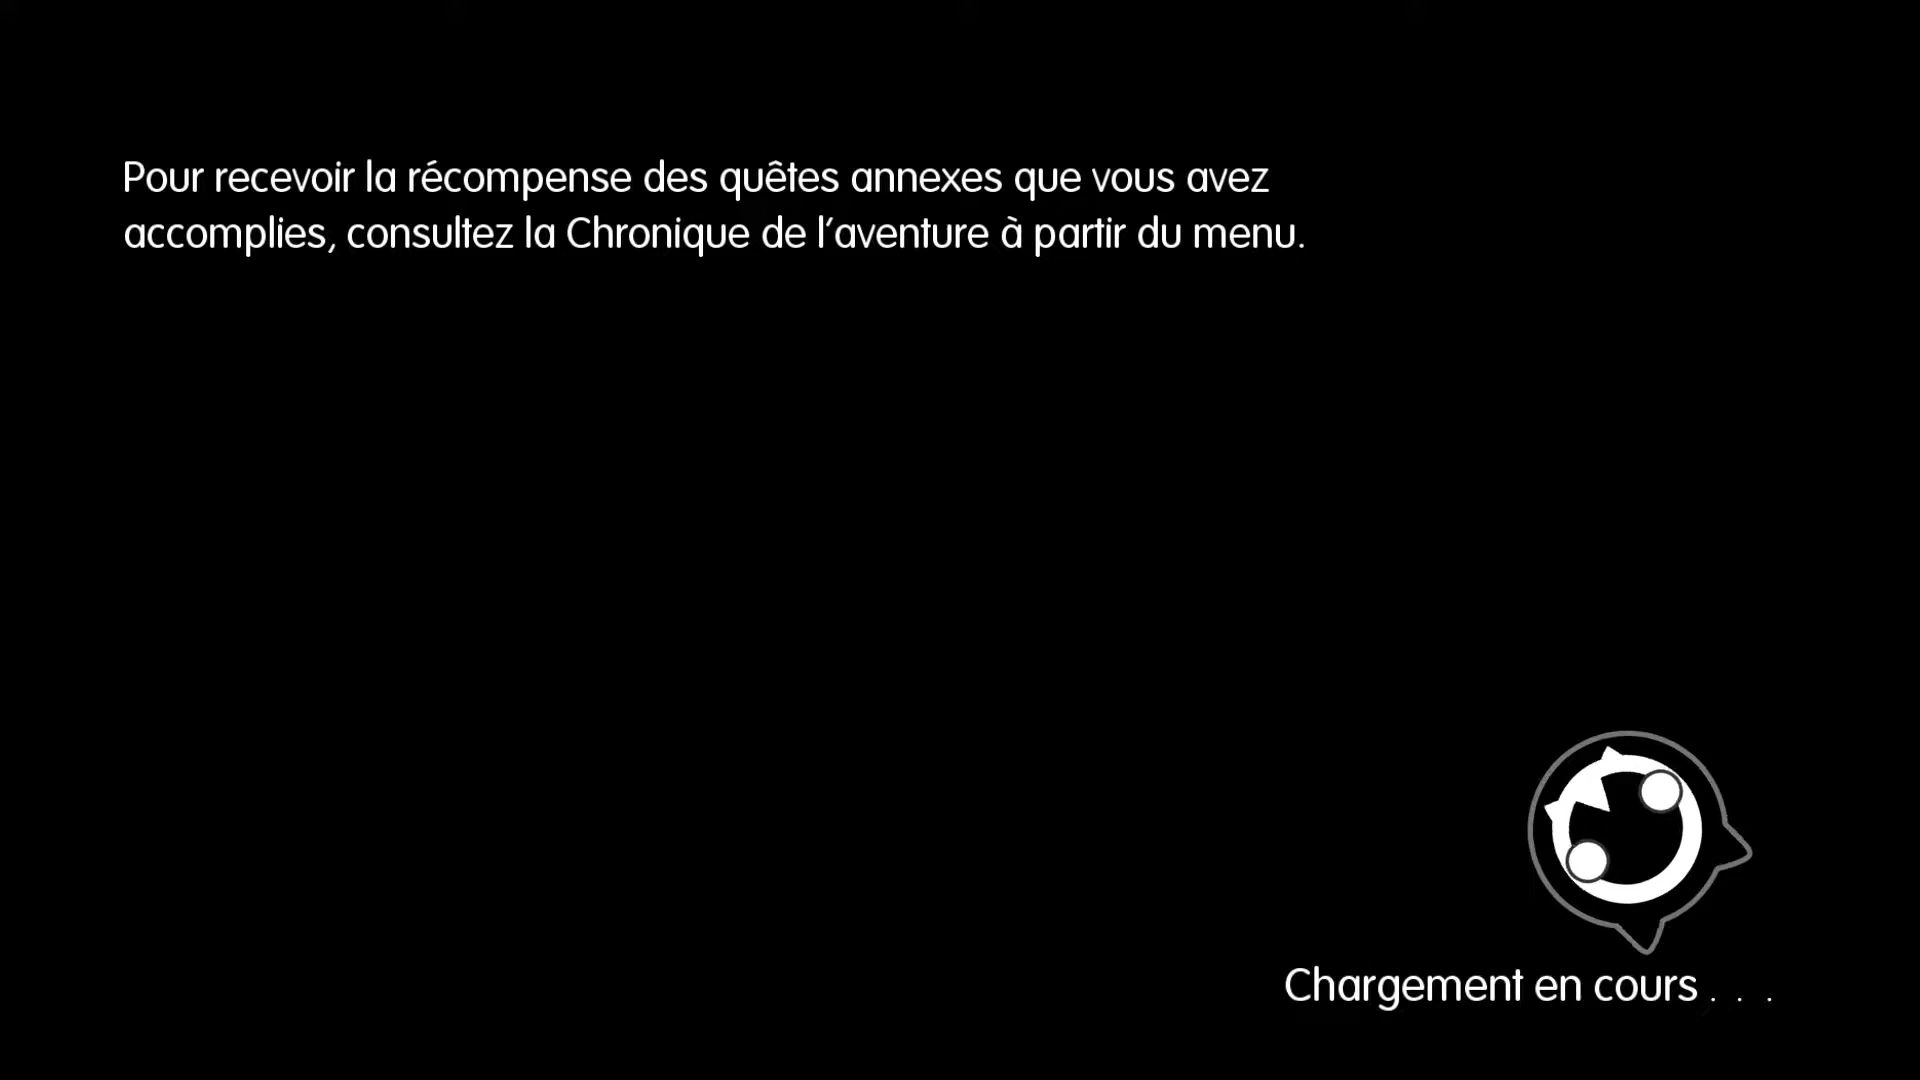 Pour recevoir la récompense des quêtes annexes que vous avez
accomplies, consultez la Chronique de l'aventure à partir du menu.
Chargement en cours . . .